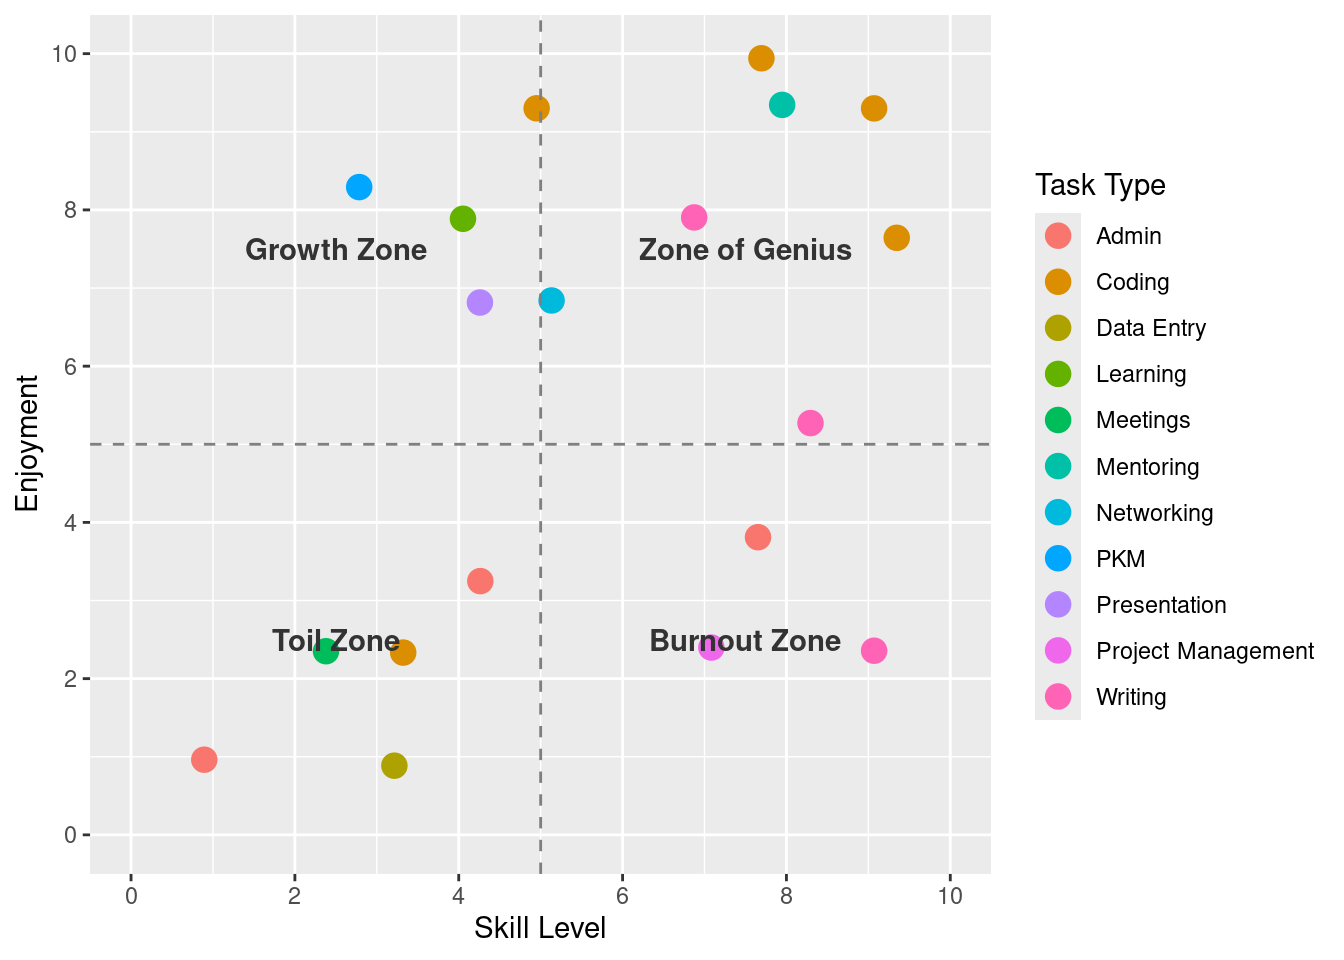 10
8
6
4
2
0
Enjoyment
Growth Zone
Zone of Genius
Toil Zone
Burnout Zone
0
2
4
6
8
10
Skill Level
Task Type
Admin
Coding
Data Entry
Learning
Meetings
Mentoring
Networking
PKM
Presentation
Project Management
Writing